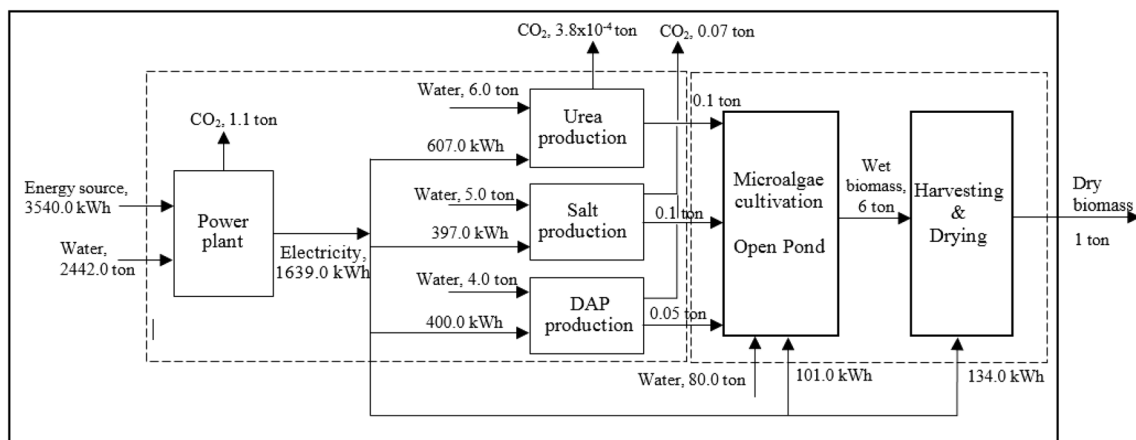 CO2, 3.8x10-4 ton
CO2, 0.07 ton
Water, 6.0 ton
Urea
production
0.1 ton
CO2, 1.1 ton
607.0 kWh
Energy source,
3540.0 kWh
Power
plant
Water,
2442.0 ton
Electricity,
1639.0 kWh
Water, 5.0 ton
Salt
production
0.1 ton
397.0 kWh
Water, 4.0 ton
DAP
production
0.05 ton
400.0 kWh
Microalgae
cultivation
Open Pond
Wet
biomass,
6 ton
Harvesting
&
Drying
Dry
biomass
1 ton
Water, 80.0 ton
101.0 kWh
134.0 kWh